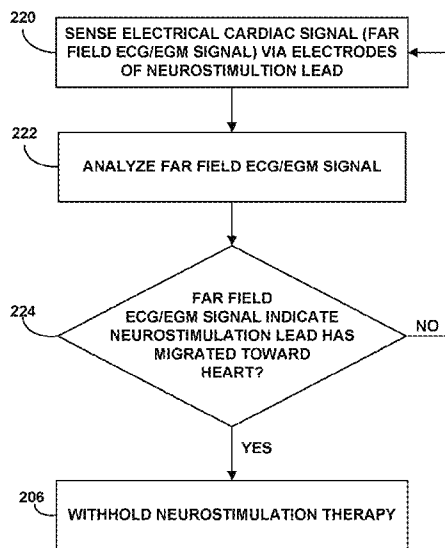 220
SENSE ELECTRICAL CARDIAC SIGNAL (FAR
FIELD ECG/EGM SIGNAL) VIA ELECTRODES
OF NEUROSTIMULTION LEAD
222
ANALYZE FAR FIELD ECG/EGM SIGNAL
224
FAR FIELD
ECG/EGM SIGNAL INDICATE
NEUROSTIMULATION LEAD HAS
MIGRATED TOWARD
HEART?
NO
YES
206
WITHHOLD NEUROSTIMULATION THERAPY